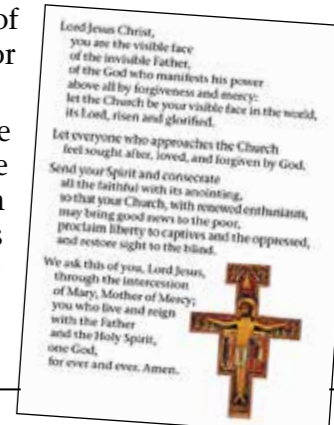 of
or
e
e
n
s
Lord Jesus Christ,
you are the visible face
of the invisible Father,
of the God who manifests his power
above all by forgiveness and mercy:
let the Church be your visible face in the world,
its Lord, risen and glorified.
Let everyone who approaches the Church
feel sought after, loved, and forgiven by God.
Send your Spirit and consecrate
all the faithful with its anointing,
so that your Church, with renewed enthusiasm,
may bring good news to the poor,
proclaim liberty to captives and the oppressed,
and restore sight to the blind.
We ask this of you, Lord Jesus,
through the intercession
of Mary, Mother of Mercy;
you who live and reign
with the Father
and the Holy Spirit,
one God,
for ever and ever. Amen.